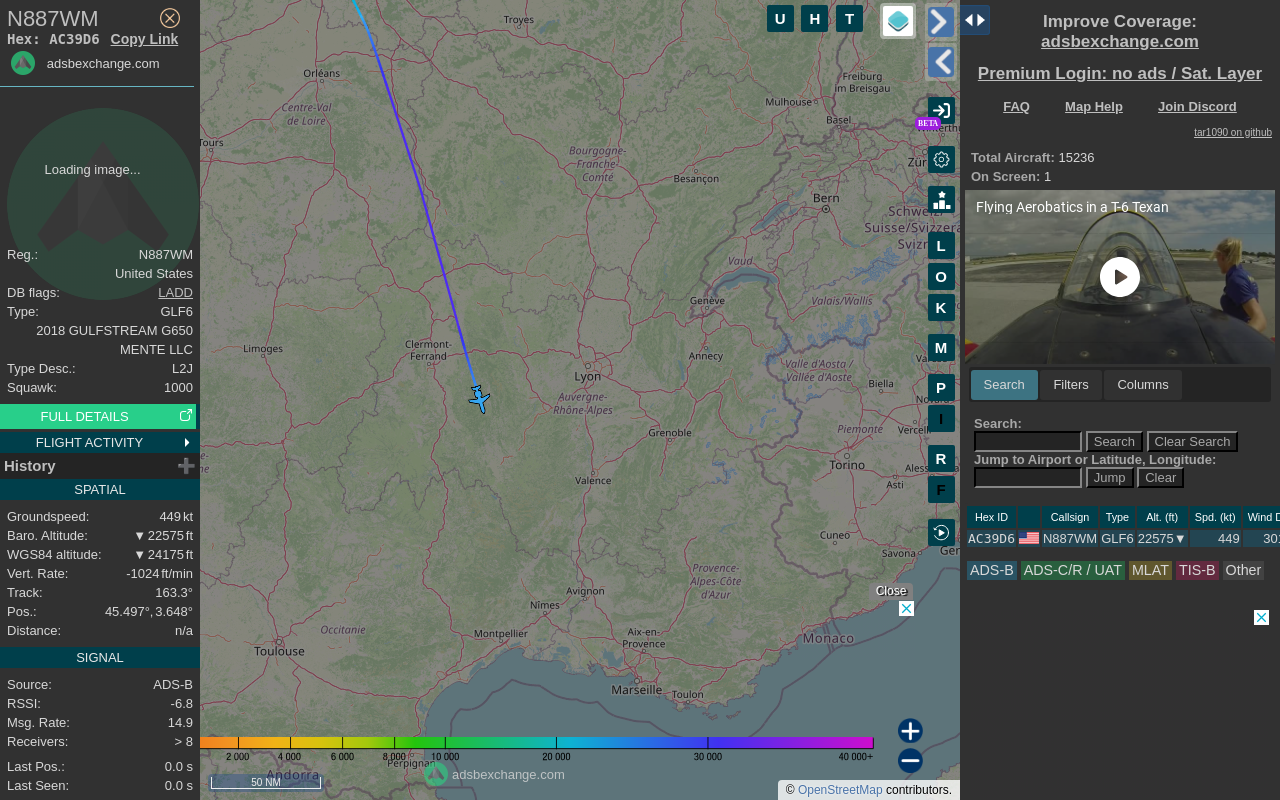 N887WM
Hex: AC39D6 Copy Link
adsbexchange.com
Loading image...
Reg.: N887WM
United States
DB flags: LADD
Type: GLF6
2018 GULFSTREAM G650
MENTE LLC
Type Desc.: L2J
Squawk: 1000
FULL DETAILS
FLIGHT ACTIVITY
History
SPATIAL
Groundspeed: 449 kt
Baro. Altitude: ▼ 22575 ft
WGS84 altitude: ▼ 24175 ft
Vert. Rate: -1024 ft/min
Track: 163.3°
Pos.: 45.497°, 3.648°
Distance: n/a
SIGNAL
Source: ADS-B
RSSI: -6.8
Msg. Rate: 14.9
Receivers: > 8
Last Pos.: 0.0 s
Last Seen: 0.0 s
Troyes
Orléans
Centre-Val
de Loire
Tours
Bourgogne-
Franche-
Comté
Besançon
Freiburg
im Breisgau
Mulhouse
Basel
Bern
Suisse/Svizzera
Vaud
Genève
Valais/Wallis
Limoges
Clermont-
Ferrand
Lyon
Annecy
Valle d'Aosta /
Vallée d'Aoste
Biella
Auvergne-
Rhône-Alpes
Grenoble
Piemonte
Torino
Asti
Valence
Cuneo
Savona
Provence-
Alpes-Côte
d'Azur
Avignon
Nîmes
Occitanie
Montpellier
Aix-en-
Provence
Monaco
Toulouse
Marseille
Toulon
Perpignan
Andorra
U H T
BETA
L
O
K
M
P
I
R
F
Close
2 000 4 000 6 000 8 000 10 000 20 000 30 000 40 000+
adsbexchange.com
50 NM
© OpenStreetMap contributors.
Improve Coverage:
adsbexchange.com
Premium Login: no ads / Sat. Layer
FAQ Map Help Join Discord
tar1090 on github
Total Aircraft: 15236
On Screen: 1
Flying Aerobatics in a T-6 Texan
Search Filters Columns
Search:
Search Clear Search
Jump to Airport or Latitude, Longitude:
Jump Clear
Hex ID Callsign Type Alt. (ft) Spd. (kt) Wind D
AC39D6 N887WM GLF6 22575▼ 449 301
ADS-B ADS-C/R / UAT MLAT TIS-B Other